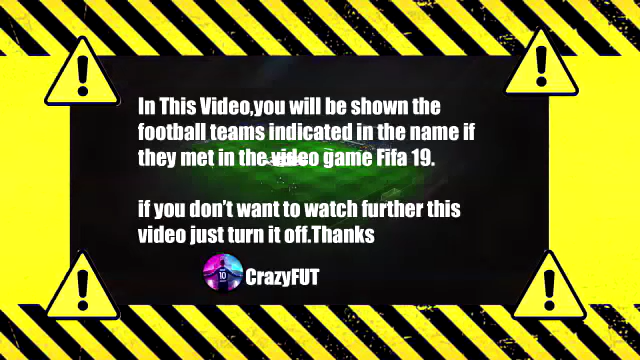 In This Video,you will be shown the
football teams indicated in the name if
they met in the video game Fifa 19.
if you don't want to watch further this
video just turn it off.Thanks
CrazyFUT